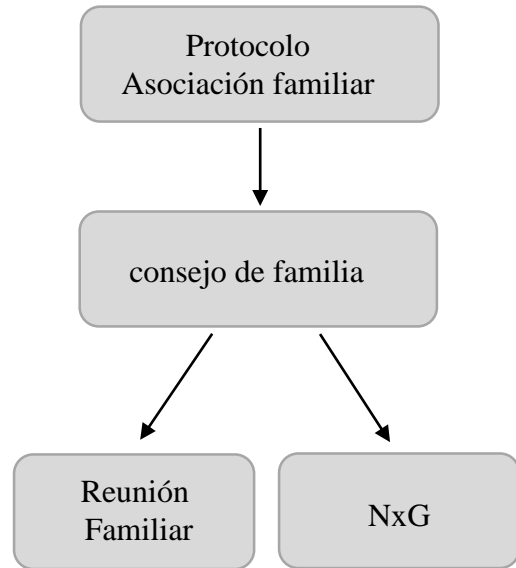 Protocolo
Asociación familiar
consejo de familia
Reunión
Familiar
NxG